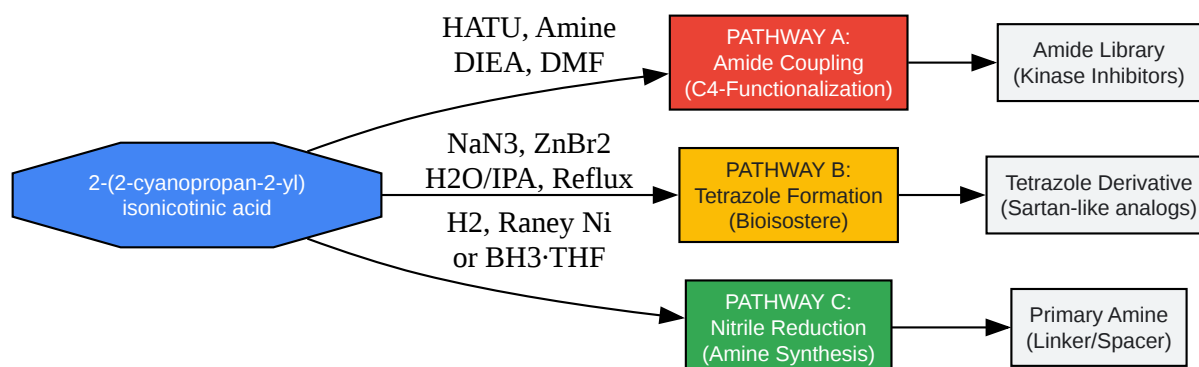 2-(2-cyanopropan-2-yl)
isonicotinic acid
HATU, Amine
DIEA, DMF
PATHWAY A:
Amide Coupling
(C4-Functionalization)
Amide Library
(Kinase Inhibitors)
NaN3, ZnBr2
H2O/IPA, Reflux
PATHWAY B:
Tetrazole Formation
(Bioisostere)
Tetrazole Derivative
(Sartan-like analogs)
H2, Raney Ni
or BH3·THF
PATHWAY C:
Nitrile Reduction
(Amine Synthesis)
Primary Amine
(Linker/Spacer)